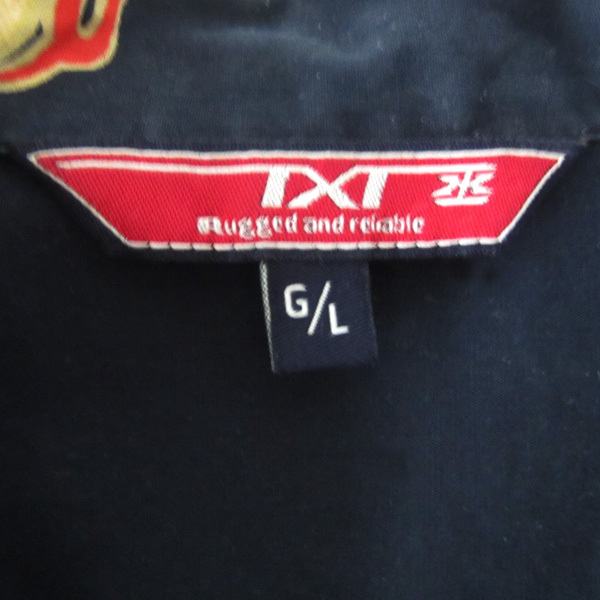 TXT
Rugged and reliable
G/L